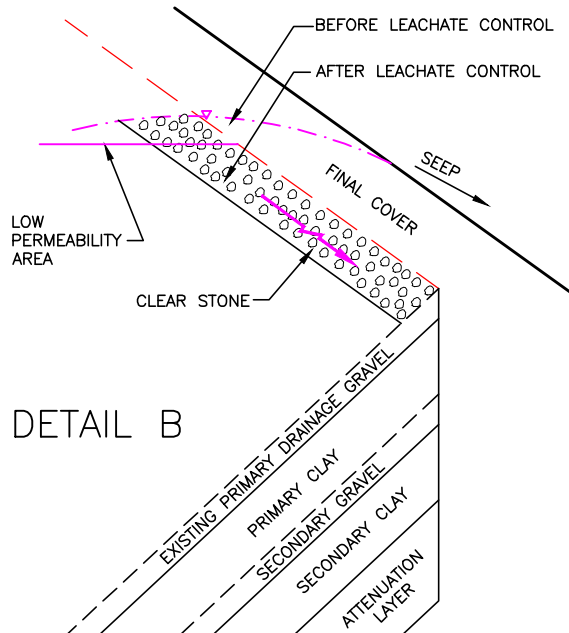 BEFORE LEACHATE CONTROL
AFTER LEACHATE CONTROL
SEEP
FINAL COVER
LOW
PERMEABILITY
AREA
CLEAR STONE
DETAIL B
EXISTING PRIMARY DRAINAGE GRAVEL
PRIMARY CLAY
SECONDARY GRAVEL
SECONDARY CLAY
ATTENUATION
LAYER